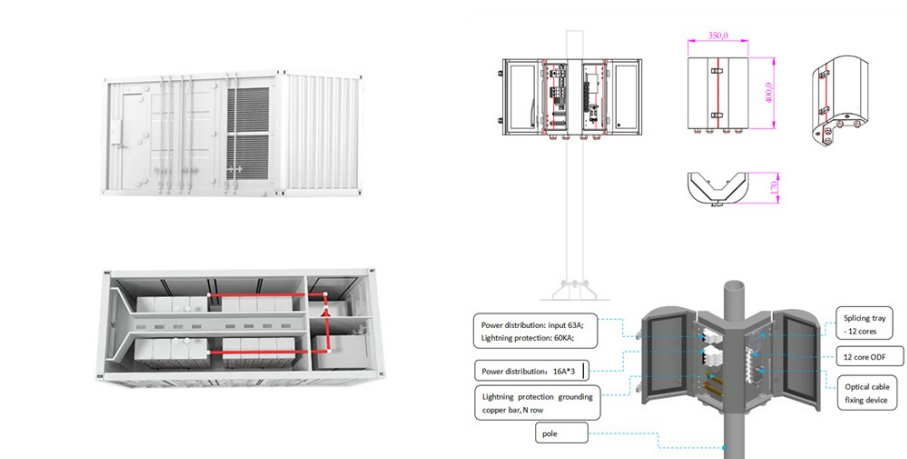 350,0
400,0
170
Power distribution: input 63A;
Lightning protection: 60KA;
Power distribution: 16A*3
Lightning protection grounding
copper bar, N row
pole
Splicing tray
- 12 cores
12 core ODF
Optical cable
fixing device